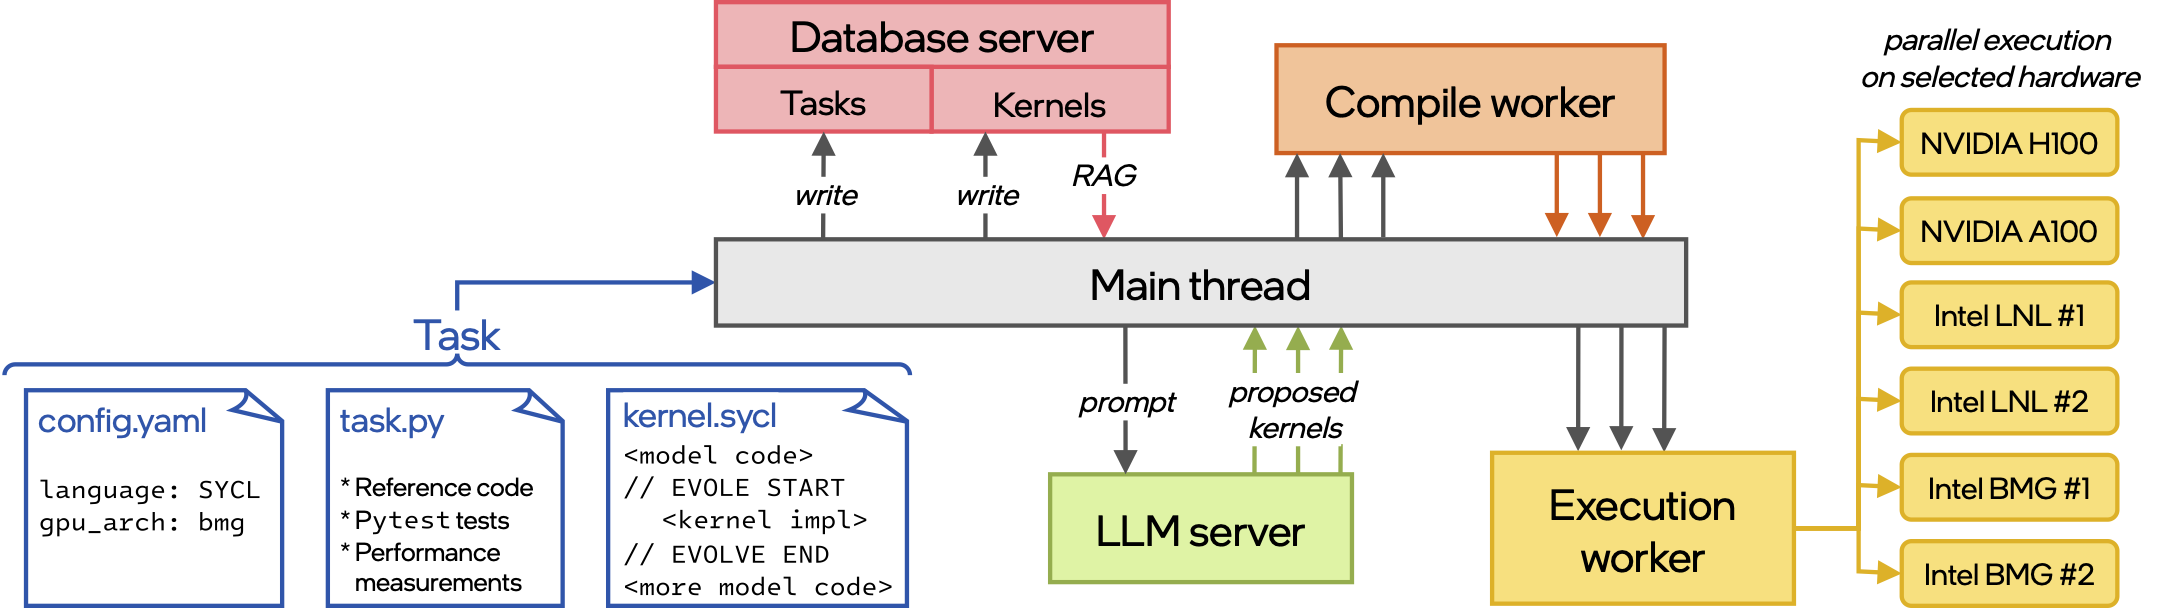 Database server
Tasks
Kernels
write
write
RAG
Compile worker
parallel execution
on selected hardware
NVIDIA H100
NVIDIA A100
Intel LNL #1
Intel LNL #2
Intel BMG #1
Intel BMG #2
Main thread
Task
config.yaml
language: SYCL
gpu_arch: bmg
task.py
* Reference code
* Pytest tests
* Performance
measurements
kernel.sycl
<model code>
// EVOLE START
<kernel impl>
// EVOLVE END
<more model code>
prompt
proposed
kernels
LLM server
Execution
worker